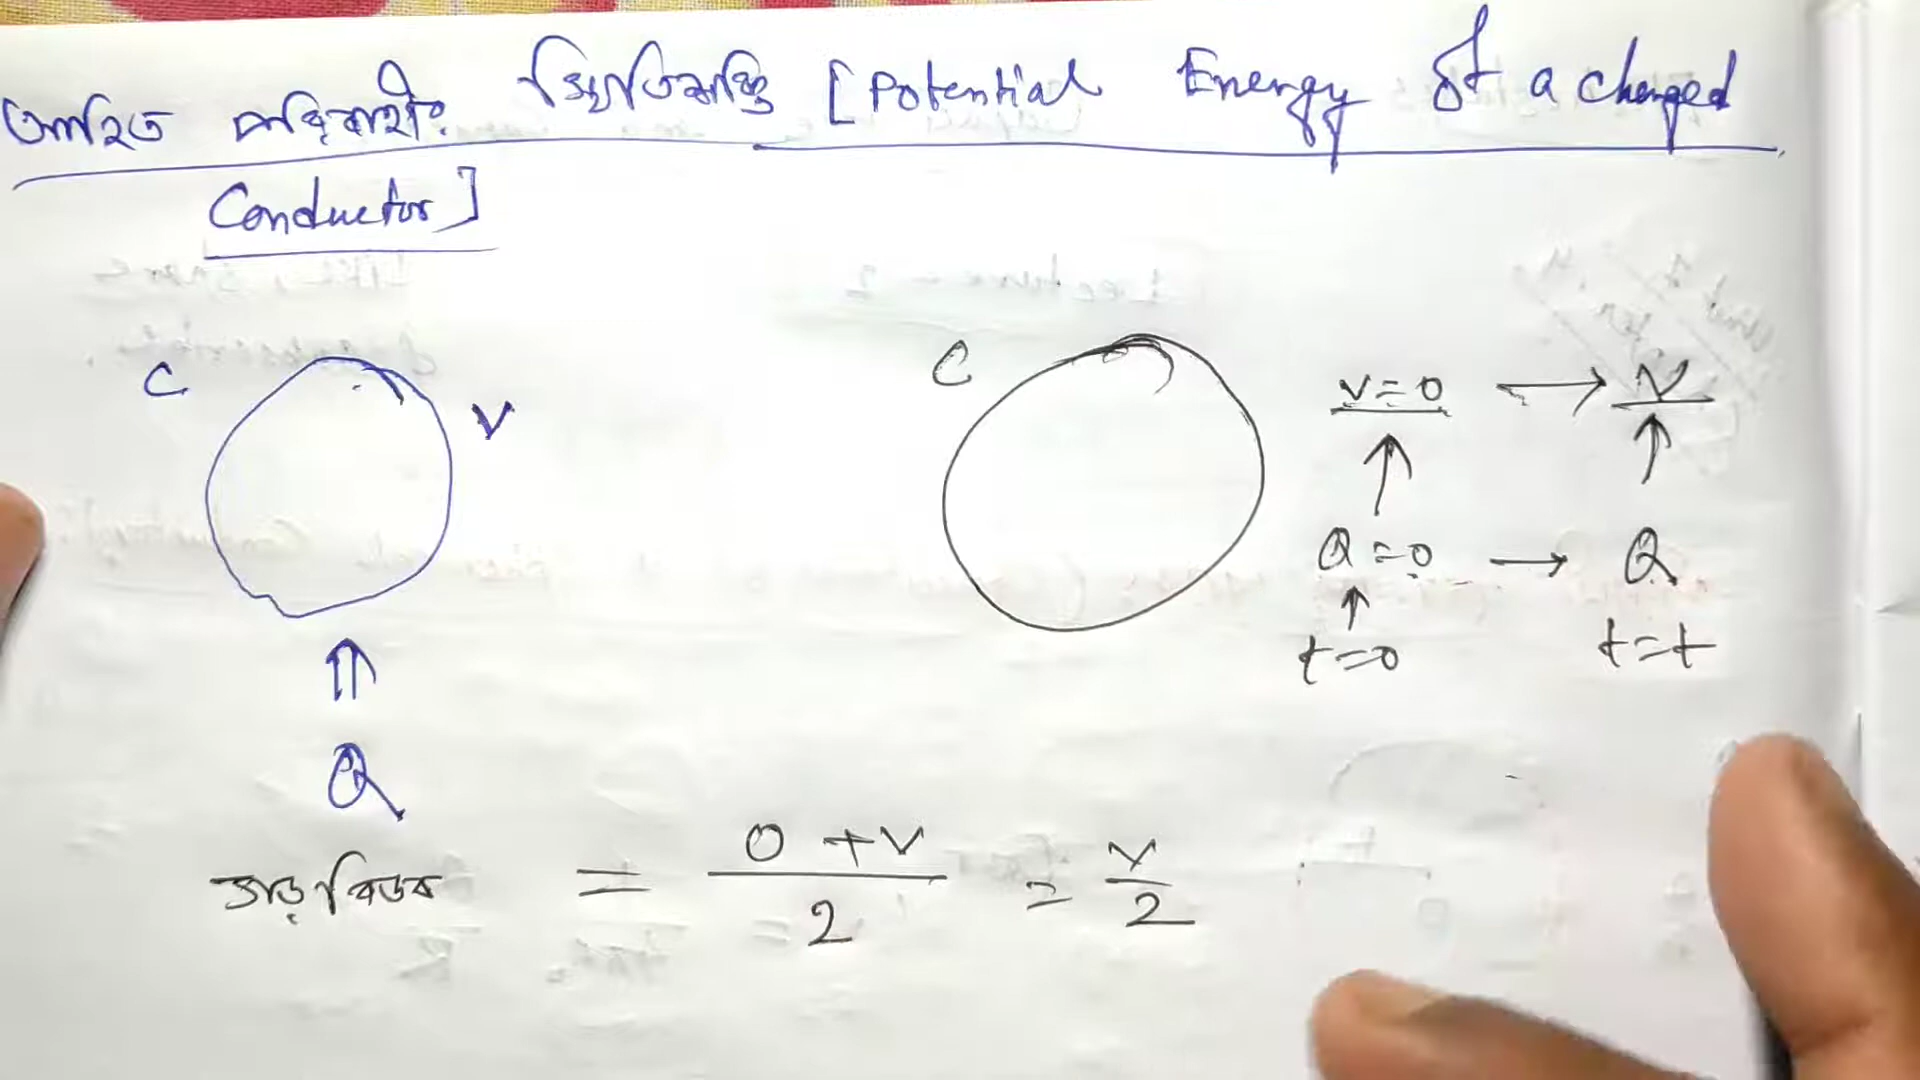 আহিত পরিবাহীর স্থিতিশক্তি [Potential Energy of a charged
Conductor]
C V
C V=0 → V
↑ ↑
Q=0 → Q
⇑ ↑
t=0 t=t
Q
গড় বিভব = 0+V/2 = V/2